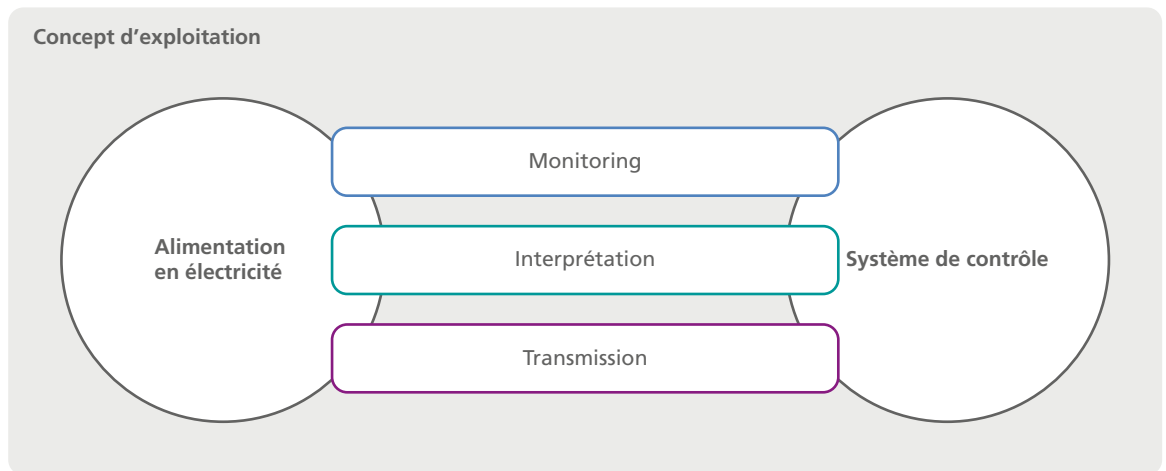 Concept d’exploitation
Monitoring
Alimentation
en électricité
Interprétation
Système de contrôle
Transmission